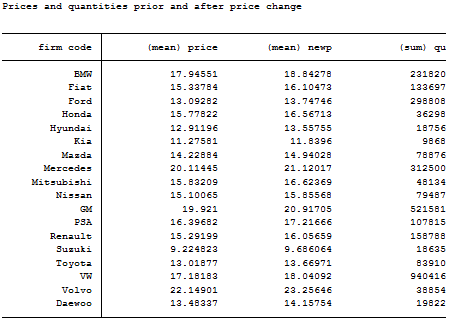 Prices and quantities prior and after price change
firm code (mean) price (mean) newp (sum) qu
BMW 17.94551 18.84278 231820
Fiat 15.33784 16.10473 133697
Ford 13.09282 13.74746 298808
Honda 15.77822 16.56713 36298
Hyundai 12.91196 13.55755 18756
Kia 11.27581 11.8396 9868
Mazda 14.22884 14.94028 78876
Mercedes 20.11445 21.12017 312500
Mitsubishi 15.83209 16.62369 48134
Nissan 15.10065 15.85568 79487
GM 19.921 20.91705 521581
PSA 16.39682 17.21666 107815
Renault 15.29199 16.05659 158788
Suzuki 9.224823 9.686064 18635
Toyota 13.01877 13.66971 83910
VW 17.18183 18.04092 940416
Volvo 22.14901 23.25646 38854
Daewoo 13.48337 14.15754 19822